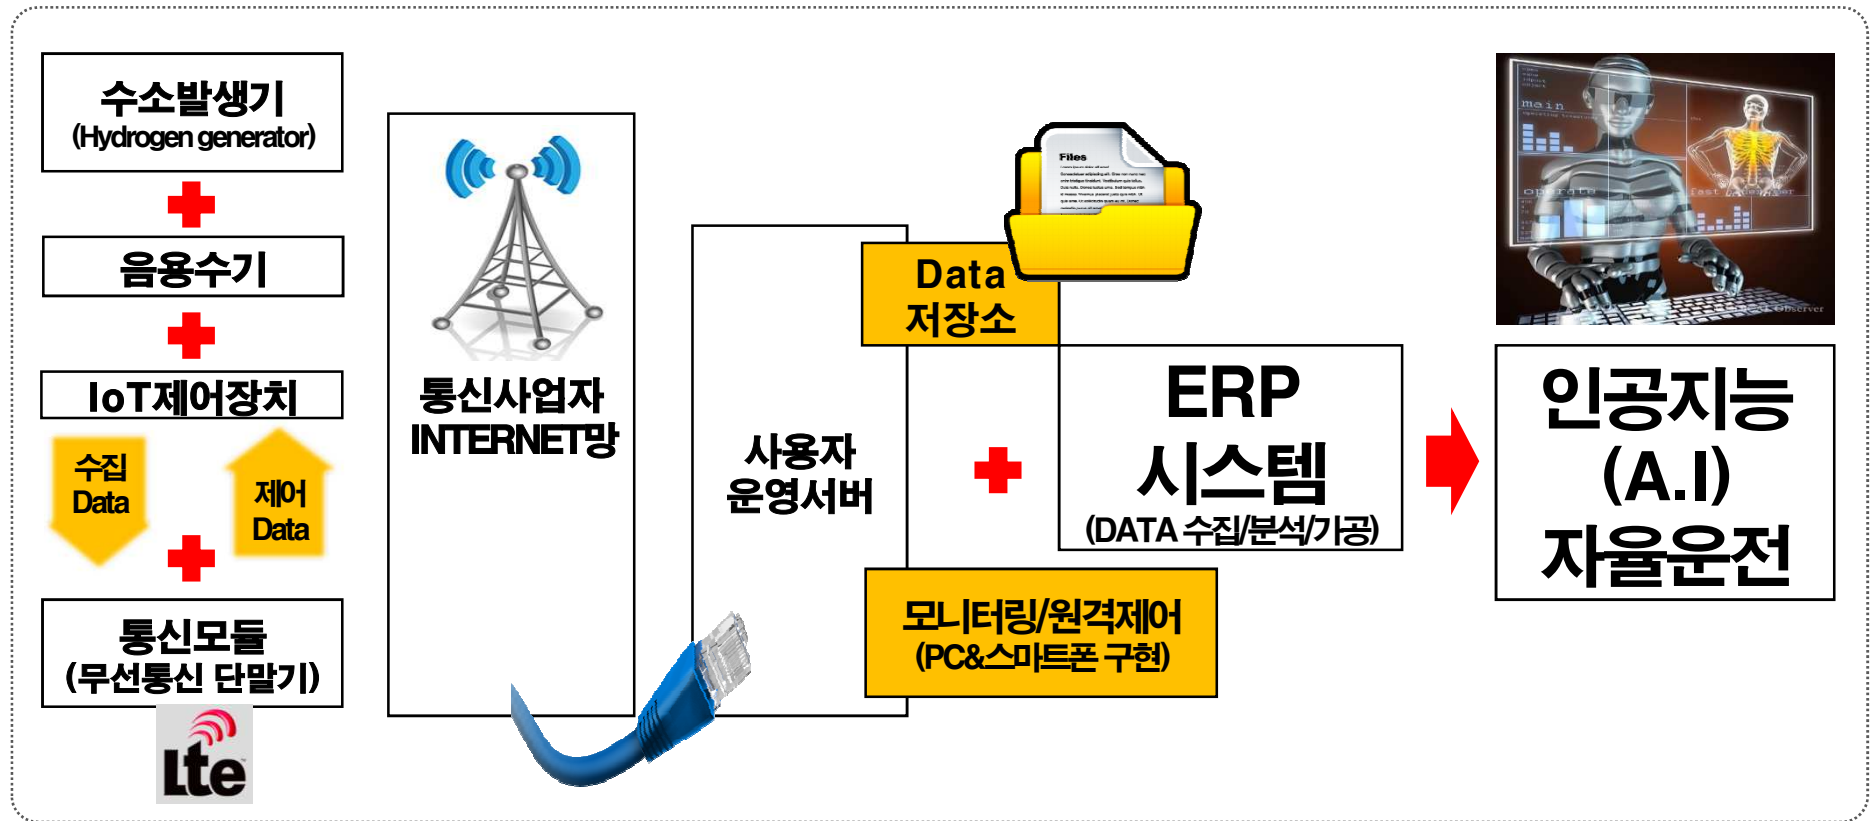 수소발생기
(Hydrogen generator)
음용수기
IoT제어장치
수집
Data
제어
Data
통신모듈
(무선통신 단말기)
Lte
통신사업자
INTERNET망
사용자
운영서버
Files
Data
저장소
ERP
시스템
(DATA 수집/분석/가공)
모니터링/원격제어
(PC&스마트폰 구현)
main
operate
인공지능
(A.I)
자율운전